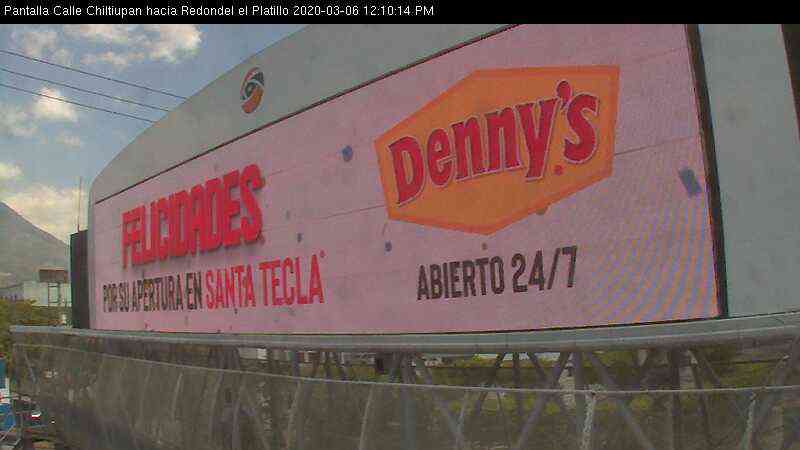 Pantalla Calle Chiltiupan hacia Redondel el Platillo 2020-03-06 12:10:14.PM
FELICIDADES
POR SU APERTURA EN SANTA TECLA
Denny's
ABIERTO 24/7